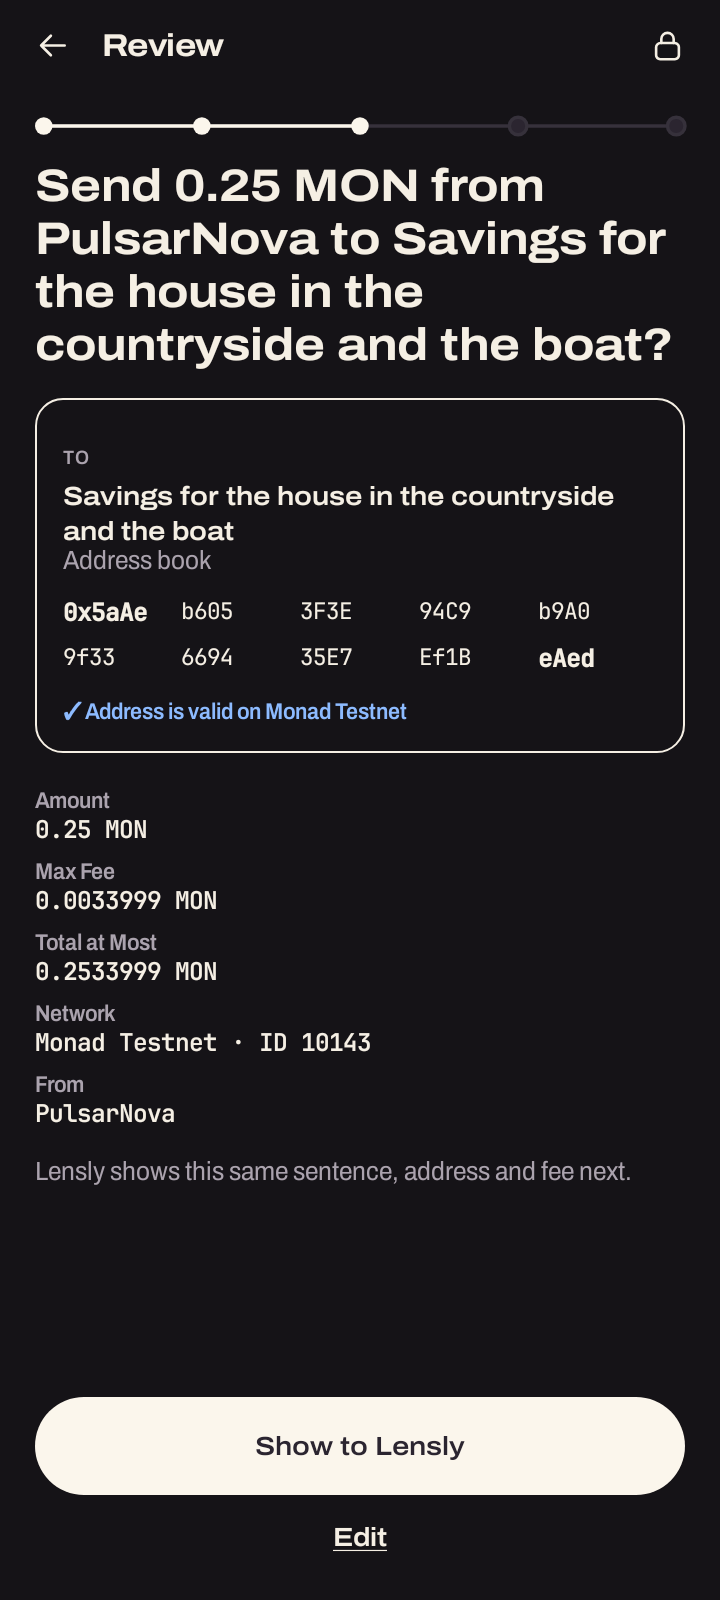 Review
Send 0.25 MON from
PulsarNova to Savings for
the house in the
countryside and the boat?
TO
Savings for the house in the countryside
and the boat
Address book
0x5aAe b605 3F3E 94C9 b9A0
9f33 6694 35E7 Ef1B eAed
✓ Address is valid on Monad Testnet
Amount
0.25 MON
Max Fee
0.0033999 MON
Total at Most
0.2533999 MON
Network
Monad Testnet · ID 10143
From
PulsarNova
Lensly shows this same sentence, address and fee next.
Show to Lensly
Edit